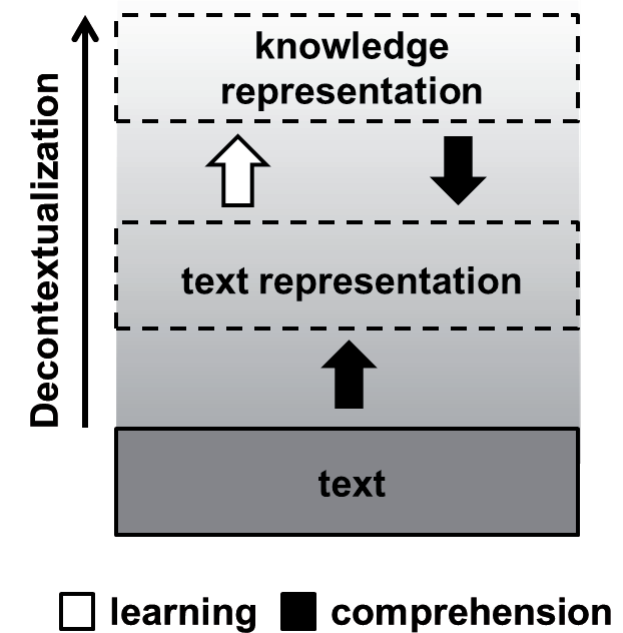 knowledge
representation
Decontextualization
text representation
text
learning
comprehension